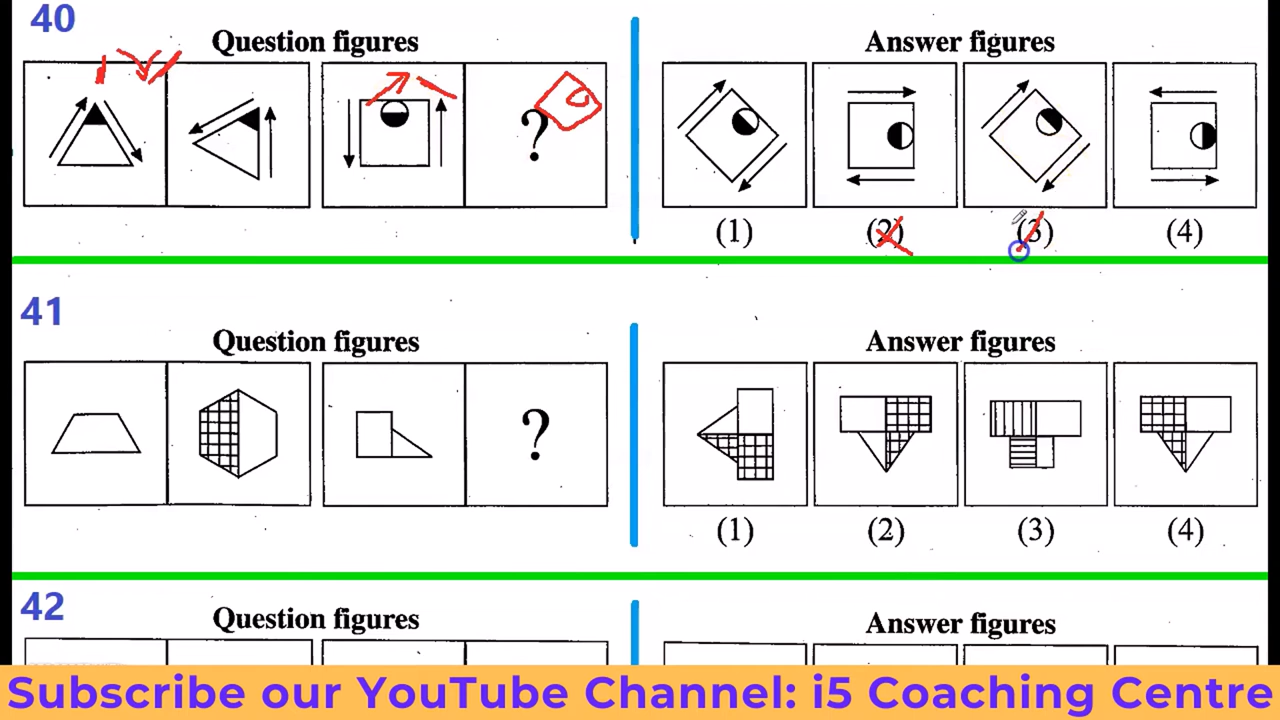 40
Question figures
Answer figures
?
(1) (2) (3) (4)
41
Question figures
Answer figures
?
(1) (2) (3) (4)
42
Question figures
Answer figures
Subscribe our YouTube Channel: i5 Coaching Centre